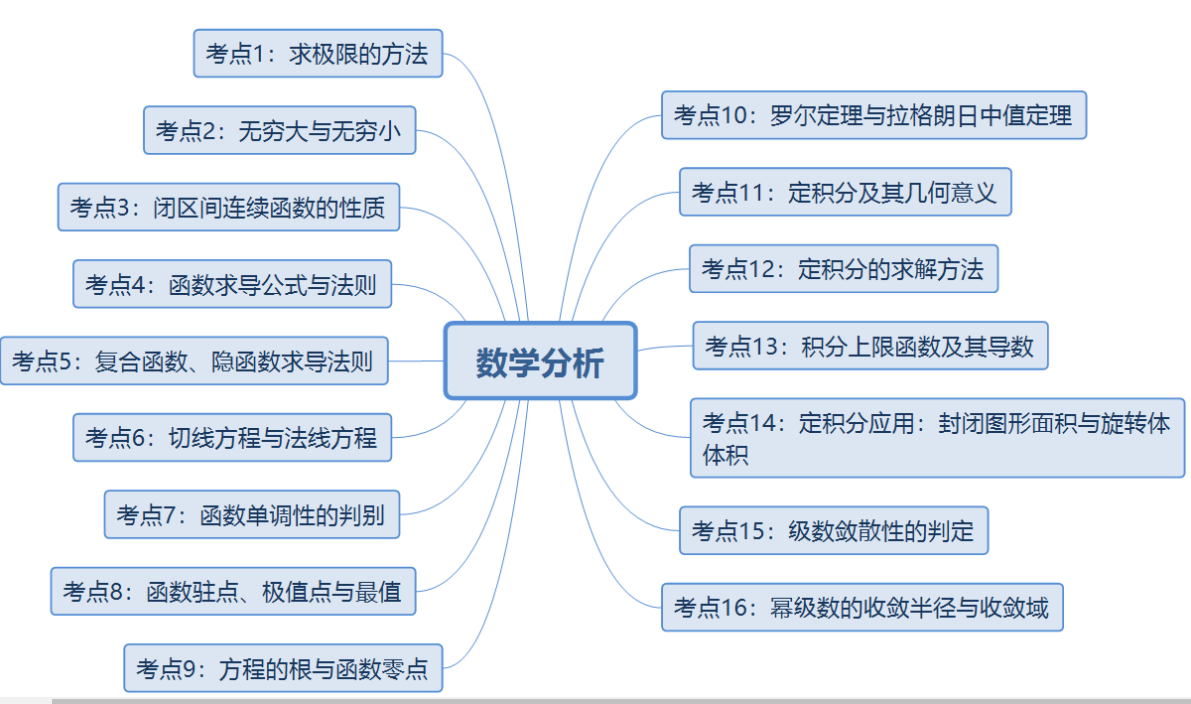 考点1：求极限的方法
考点2：无穷大与无穷小
考点3：闭区间连续函数的性质
考点4：函数求导公式与法则
考点5：复合函数、隐函数求导法则
考点6：切线方程与法线方程
考点7：函数单调性的判别
考点8：函数驻点、极值点与最值
考点9：方程的根与函数零点
数学分析
考点10：罗尔定理与拉格朗日中值定理
考点11：定积分及其几何意义
考点12：定积分的求解方法
考点13：积分上限函数及其导数
考点14：定积分应用：封闭图形面积与旋转体
体积
考点15：级数敛散性的判定
考点16：幂级数的收敛半径与收敛域